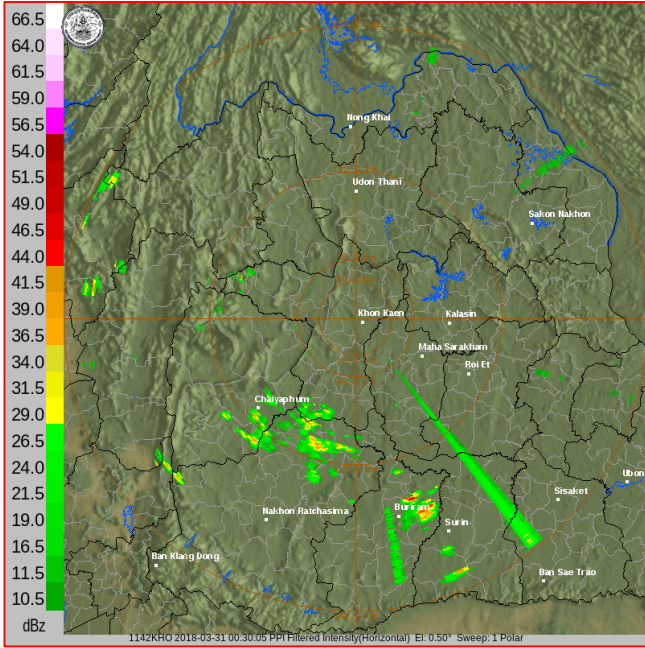 66.5
64.0
61.5
59.0
56.5
54.0
51.5
49.0
46.5
44.0
41.5
39.0
36.5
34.0
31.5
29.0
26.5
24.0
21.5
19.0
16.5
13.5
10.5
dBz
Nong Khai
Udon Thani
Sakon Nakhon
Khon Kaen
Kalasin
Maha Sarakham
Roi Et
Chaiyaphum
Ubon
Sisaket
Buriram
Nakhon Ratchasima
Surin
Ban Klang Dong
Ban Sae Trao
1142KHO 2018-03-31 00:30:05 PPI Filtered Intensity(Horizontal) El: 0.50° Sweep: 1 Polar